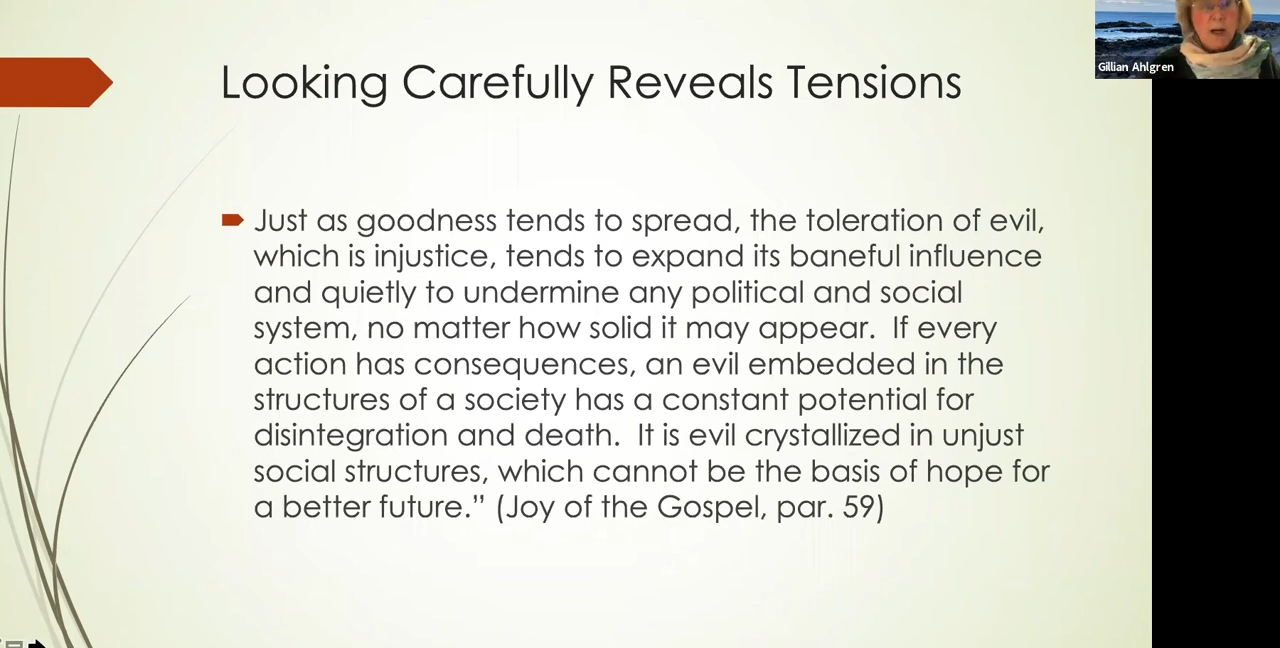 Looking Carefully Reveals Tensions
Gillian Ahlgren
Just as goodness tends to spread, the toleration of evil,
which is injustice, tends to expand its baneful influence
and quietly to undermine any political and social
system, no matter how solid it may appear.  If every
action has consequences, an evil embedded in the
structures of a society has a constant potential for
disintegration and death.  It is evil crystallized in unjust
social structures, which cannot be the basis of hope for
a better future.” (Joy of the Gospel, par. 59)